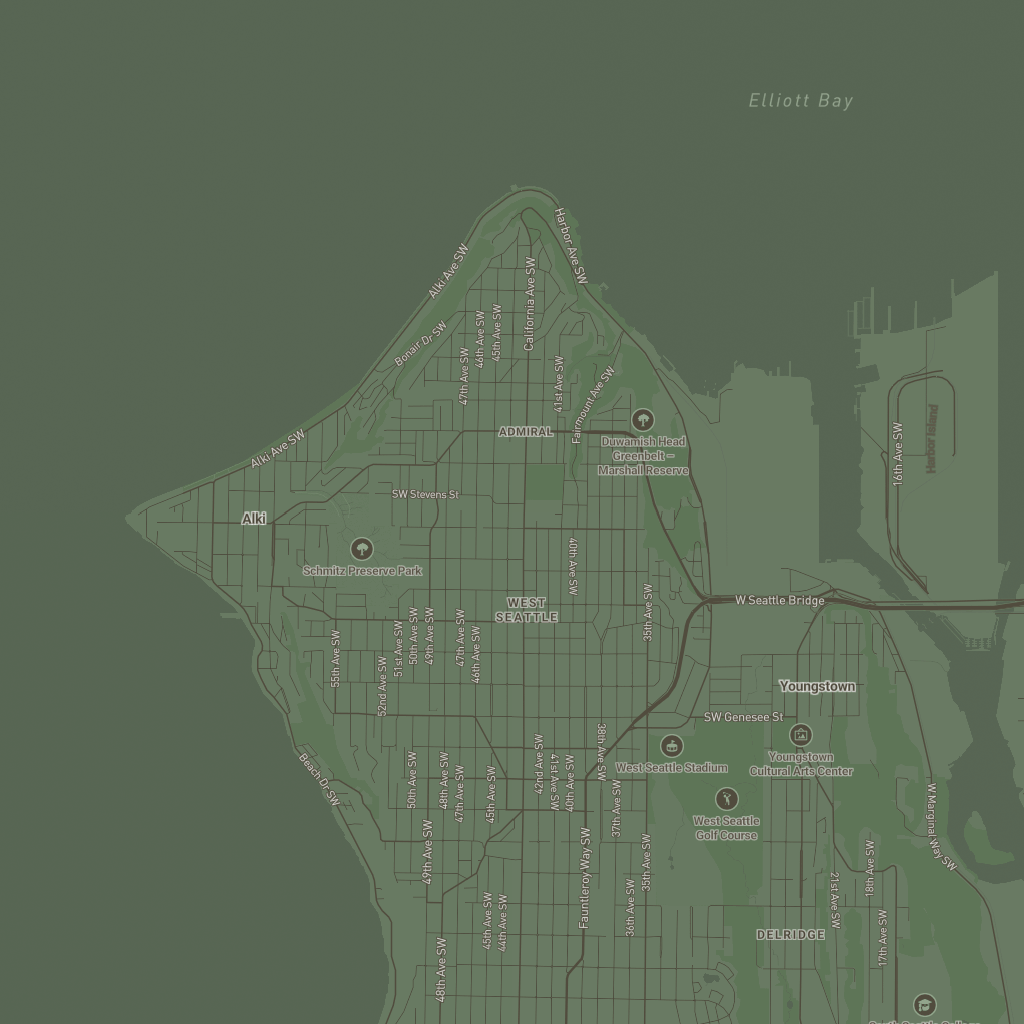 Elliott Bay
Harbor Ave SW
Alki Ave SW
California Ave SW
Bonair Dr SW
45th Ave SW
46th Ave SW
47th Ave SW
41st Ave SW
Fairmount Ave SW
Harbor Island
16th Ave SW
ADMIRAL
Duwamish Head
Greenbelt –
Marshall Reserve
Alki Ave SW
SW Stevens St
Alki
40th Ave SW
Schmitz Preserve Park
WEST
SEATTLE
W Seattle Bridge
35th Ave SW
55th Ave SW
52nd Ave SW
51st Ave SW
50th Ave SW
49th Ave SW
47th Ave SW
46th Ave SW
Youngstown
SW Genesee St
38th Ave SW
West Seattle Stadium
Youngstown
Cultural Arts Center
Beach Dr SW
50th Ave SW
48th Ave SW
47th Ave SW
45th Ave SW
42nd Ave SW
41st Ave SW
40th Ave SW
37th Ave SW
West Seattle
Golf Course
W Marginal Way SW
49th Ave SW
Fauntleroy Way SW
35th Ave SW
18th Ave SW
21st Ave SW
36th Ave SW
45th Ave SW
44th Ave SW
48th Ave SW
17th Ave SW
DELRIDGE